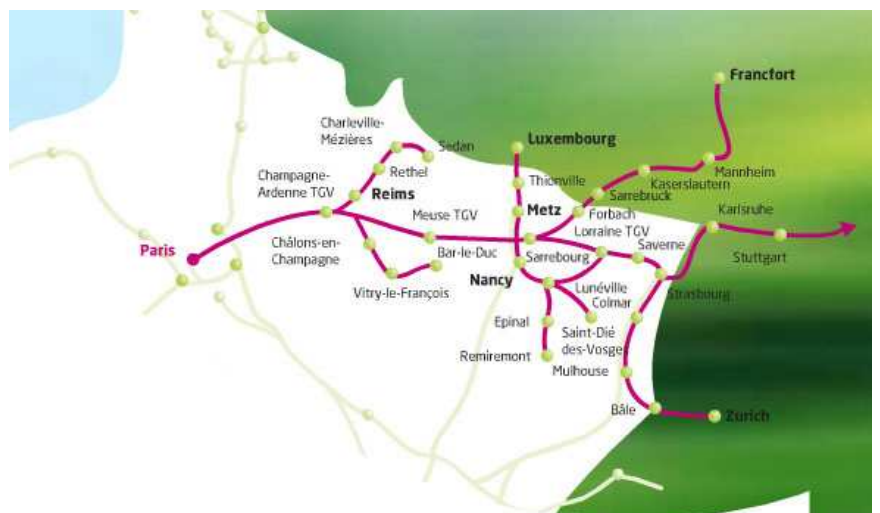 Francfort
Charleville-
Mézières
Luxembourg
Sedan
Rethel
Mannheim
Champagne-
Ardenne TGV
Thionville
Kaserslautern
Sarrebruck
Reims
Metz
Karlsruhe
Meuse TGV
Forbach
Lorraine TGV
Paris
Châlons-en-
Champagne
Bar-le-Duc
Sarrebourg
Saverne
Stuttgart
Nancy
Vitry-le-François
Lunéville
Colmar
Strasbourg
Epinal
Saint-Dié
des-Vosges
Remiremont
Mulhouse
Bâle
Zurich